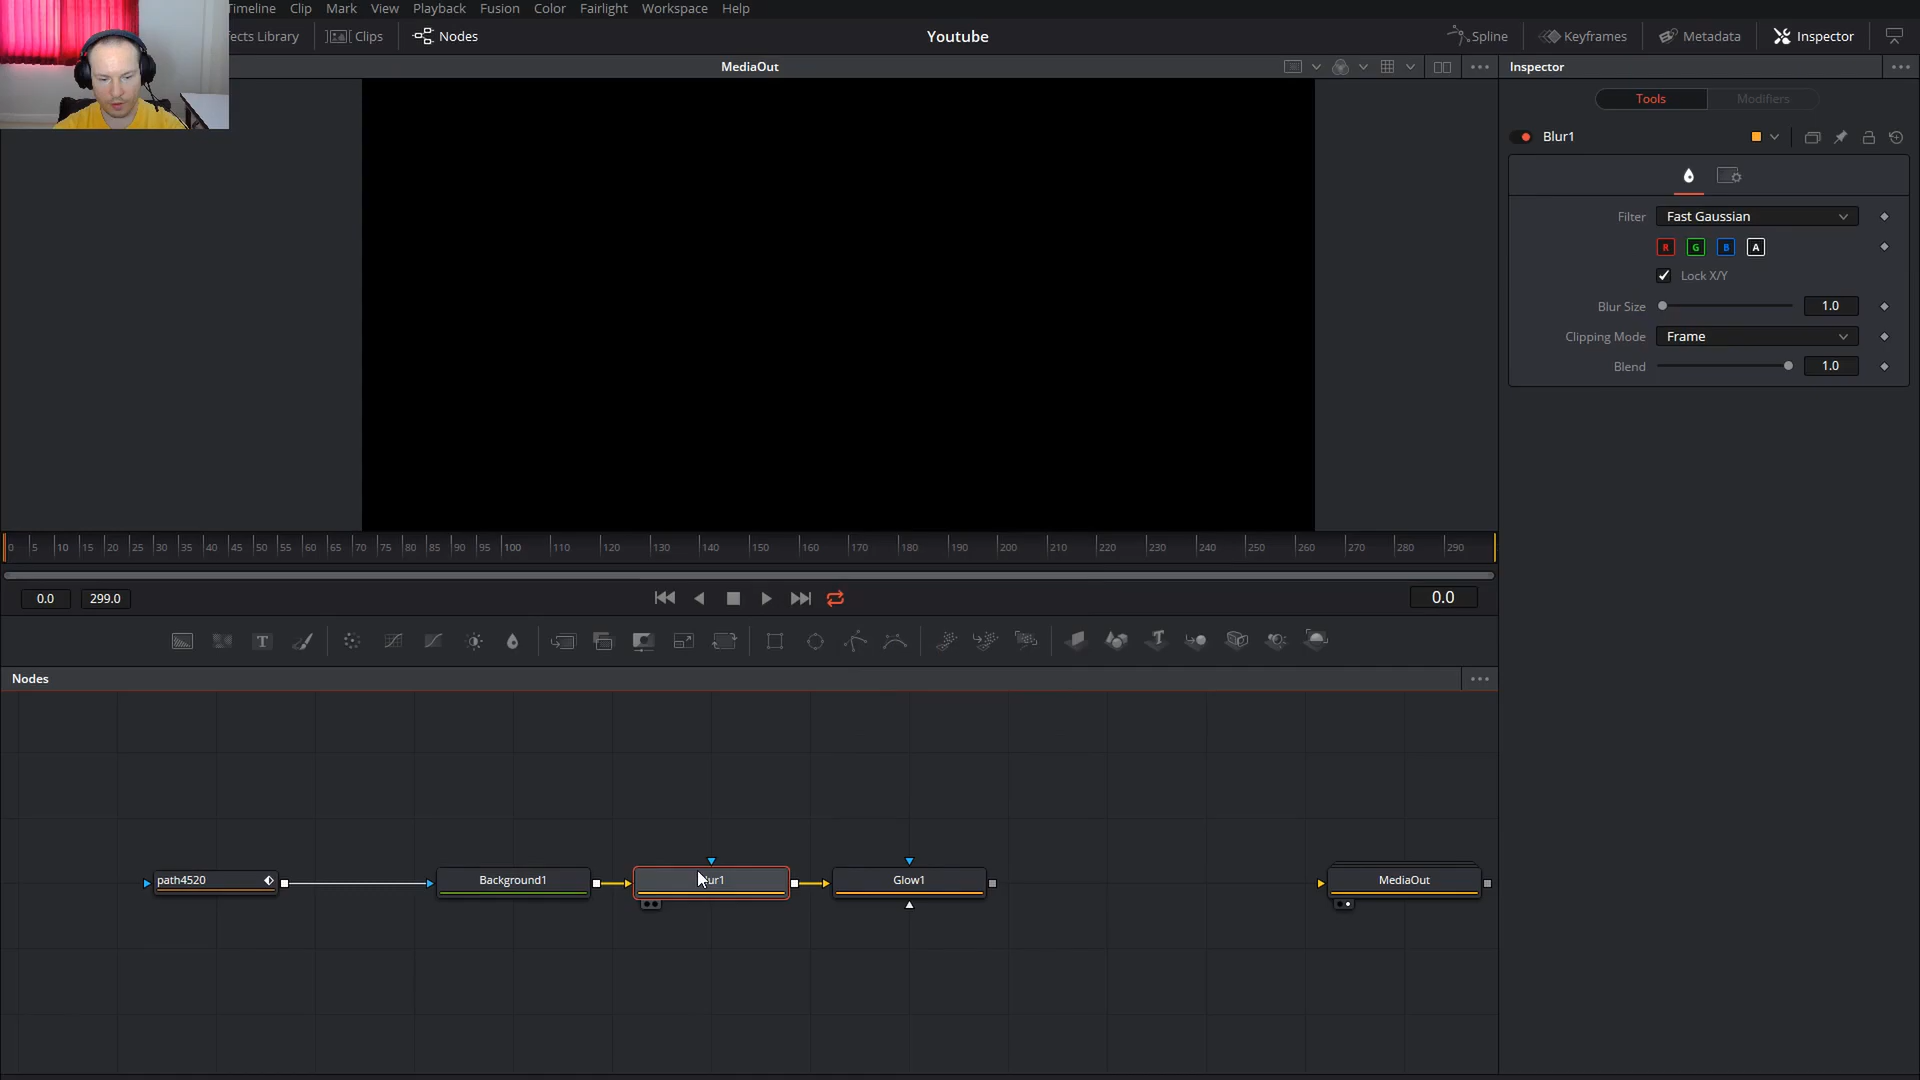 Timeline Clip Mark View Playback Fusion Color Fairlight Workspace Help
ects Library Clips Nodes Youtube Spline Keyframes Metadata Inspector
MediaOut Inspector
Tools Modifiers
Blur1
Filter Fast Gaussian
R G B A
Lock X/Y
Blur Size 1.0
Clipping Mode Frame
Blend 1.0
0 5 10 15 20 25 30 35 40 45 50 55 60 65 70 75 80 85 90 95 100 110 120 130 140 150 160 170 180 190 200 210 220 230 240 250 260 270 280 290
0.0 299.0 0.0
T
Nodes
path4520 Background1 ur1 Glow1 MediaOut